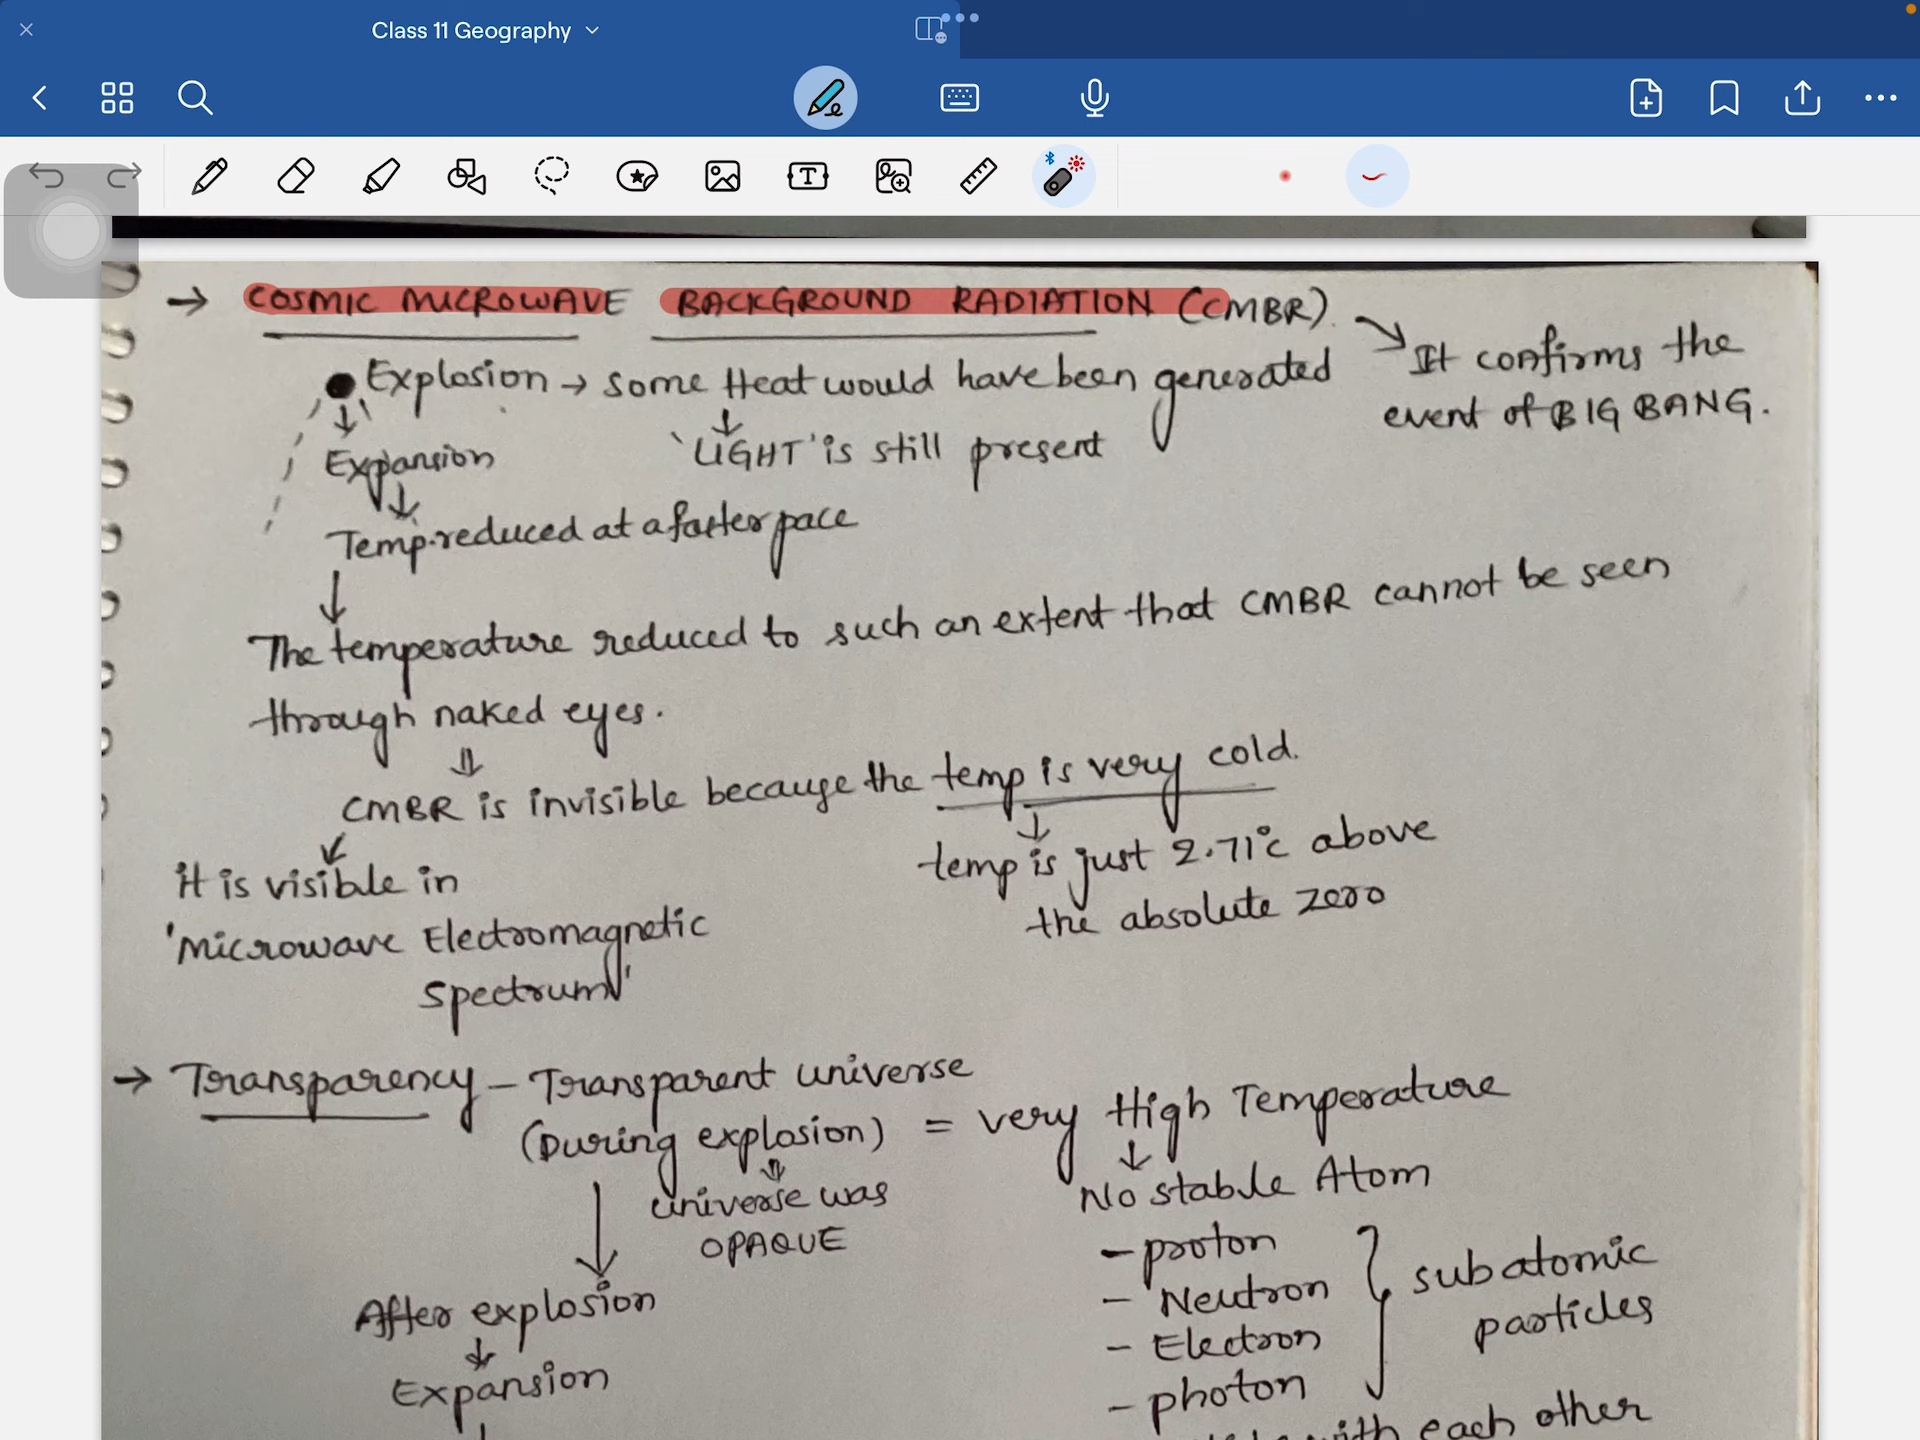 Class 11 Geography
→ COSMIC MICROWAVE BACKGROUND RADIATION (CMBR).
→ It confirms the
event of BIG BANG.
Explosion → some Heat would have been generated
↓
Expansion
↓
'LIGHT' is still present
↓
Temp. reduced at a faster pace
↓
The temperature reduced to such an extent that CMBR cannot be seen
through naked eyes.
⇓
CMBR is invisible because the temp is very cold.
↓
temp is just 2.71°c above
the absolute zero
↙
it is visible in
'Microwave Electromagnetic
Spectrum'
→ Transparency – Transparent universe
(During explosion) = very High Temperature
⇓
universe was
OPAQUE
↓
No stable Atom
– proton
– Neutron
– Electron
– photon
subatomic
particles
↓
After explosion
↓
Expansion
with each other